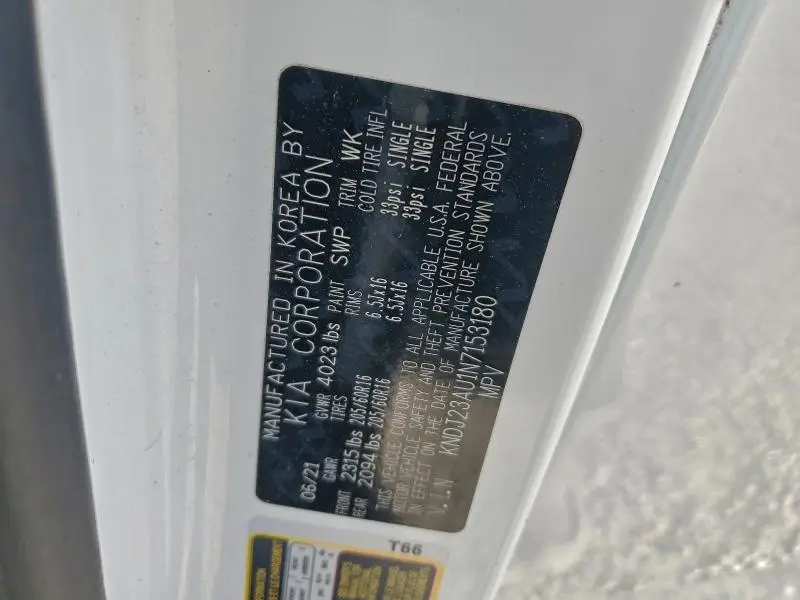 MANUFACTURED IN KOREA BY
KIA CORPORATION
06/21 GVWR 4023 lbs PAINT SWP TRIM WK
GAWR TIRES RIMS COLD TIRE INFL
FRONT 2315 lbs 205/60R16 6.5Jx16 33psi SINGLE
REAR 2094 lbs 205/60R16 6.5Jx16 33psi SINGLE
THIS VEHICLE CONFORMS TO ALL APPLICABLE U.S.A. FEDERAL
MOTOR VEHICLE SAFETY AND THEFT PREVENTION STANDARDS
IN EFFECT ON THE DATE OF MANUFACTURE SHOWN ABOVE.
V.I.N KNDJ23AU1N7153180
MPV
T66